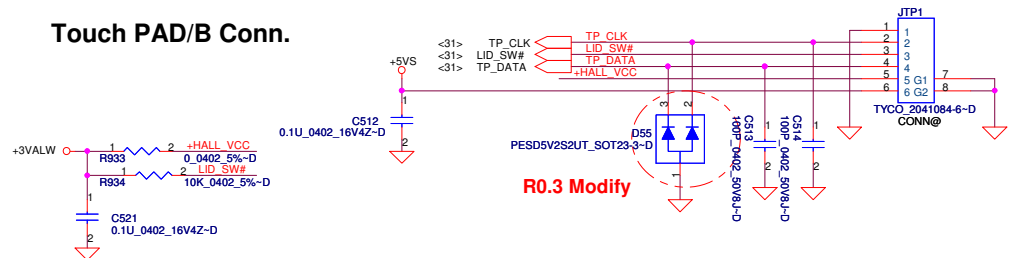 Touch PAD/B Conn.
JTP1
<31> TP_CLK TP_CLK 1 1
<31> LID_SW# LID_SW# 2 2
<31> TP_DATA TP_DATA 3 3
+5VS +HALL_VCC 4 4
5 5 G1 7
6 6 G2 8
TYCO_2041084-6~D
CONN@
1
C512
0.1U_0402_16V4Z~D
2
3 2
D55
PESD5V2S2UT_SOT23-3~D
1
R0.3 Modify
1
C513
100P_0402_50V8J~D
2
1
C514
100P_0402_50V8J~D
2
+3VALW 1 2 +HALL_VCC
R933 0_0402_5%~D
1 2 LID_SW#
R934 10K_0402_5%~D
1
C521
0.1U_0402_16V4Z~D
2